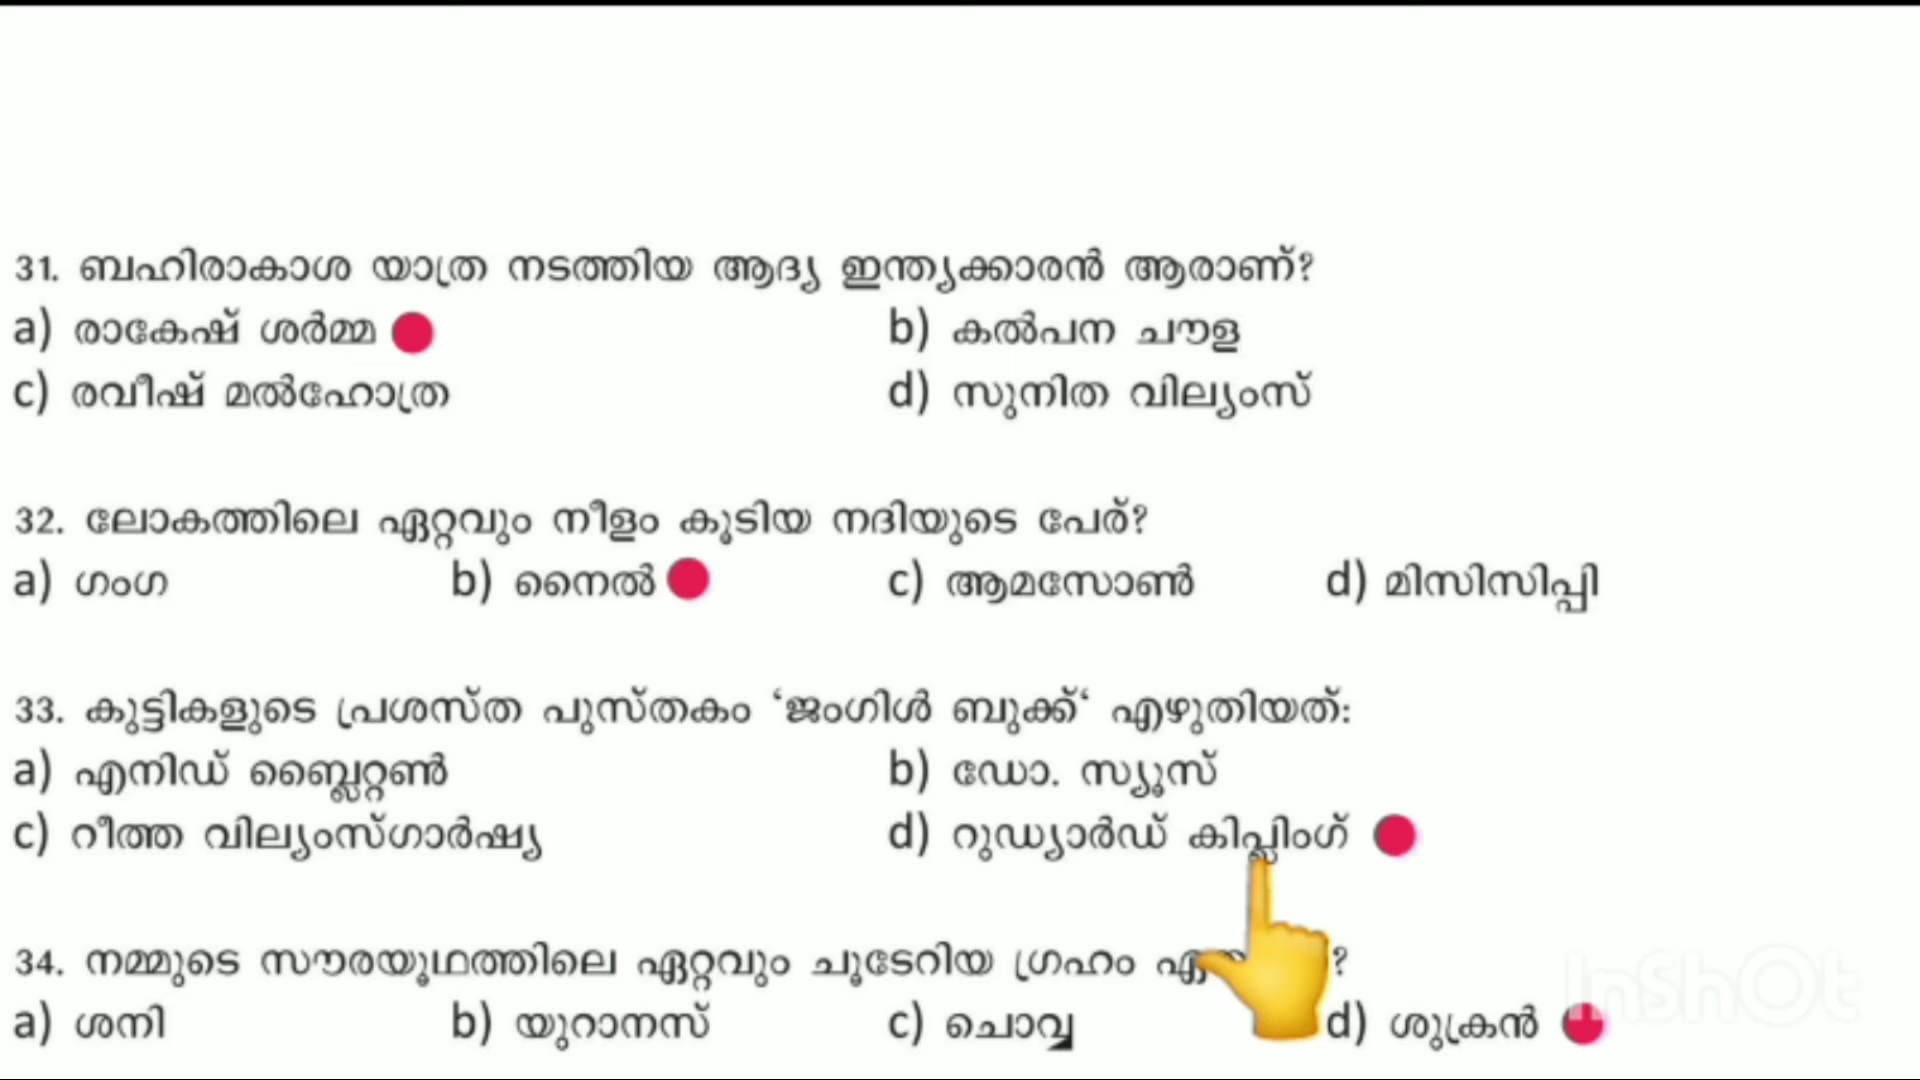 31. ബഹിരാകാശ യാത്ര നടത്തിയ ആദ്യ ഇന്ത്യക്കാരൻ ആരാണ്?
a) രാകേഷ് ശർമ്മ b) കൽപന ചൗള
c) രവീഷ് മൽഹോത്ര d) സുനിത വില്യംസ്
32. ലോകത്തിലെ ഏറ്റവും നീളം കൂടിയ നദിയുടെ പേര്?
a) ഗംഗ b) നൈൽ c) ആമസോൺ d) മിസിസിപ്പി
33. കുട്ടികളുടെ പ്രശസ്ത പുസ്തകം ‘ജംഗിൾ ബുക്ക്‘ എഴുതിയത്:
a) എനിഡ് ബ്ലൈറ്റൺ b) ഡോ. സ്യൂസ്
c) റീത്ത വില്യംസ്ഗാർഷ്യ d) റുഡ്യാർഡ് കിപ്ലിംഗ്
34. നമ്മുടെ സൗരയൂഥത്തിലെ ഏറ്റവും ചൂടേറിയ ഗ്രഹം ?
a) ശനി b) യുറാനസ് c) ചൊവ്വ d) ശുക്രൻ
InShOt